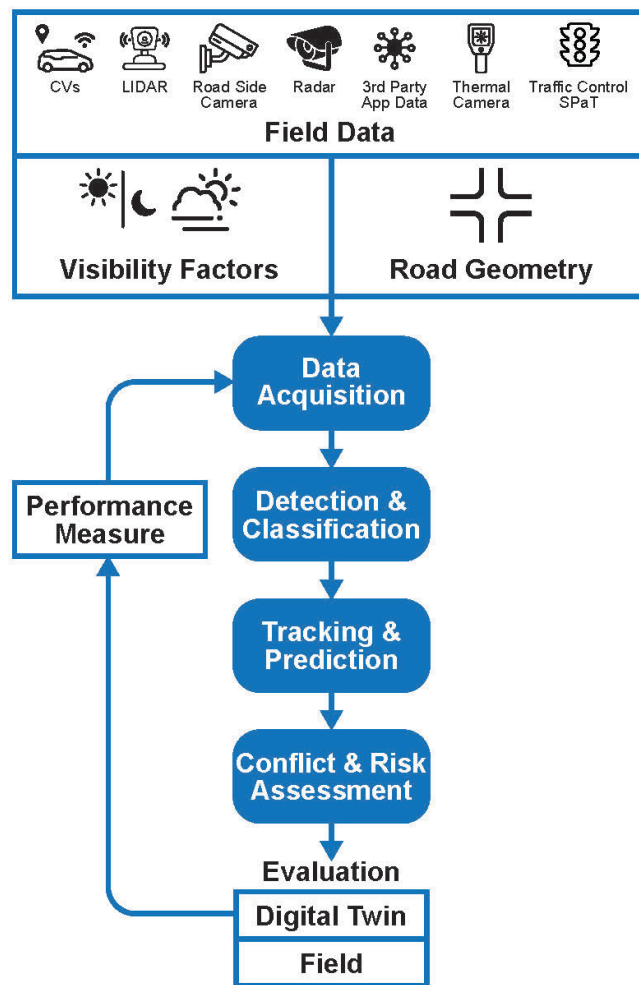 CVs
LIDAR
Road Side
Camera
Radar
3rd Party
App Data
Thermal
Camera
Traffic Control
SPaT
Field Data
Visibility Factors
Road Geometry
Data
Acquisition
Performance
Measure
Detection &
Classification
Tracking &
Prediction
Conflict & Risk
Assessment
Evaluation
Digital Twin
Field